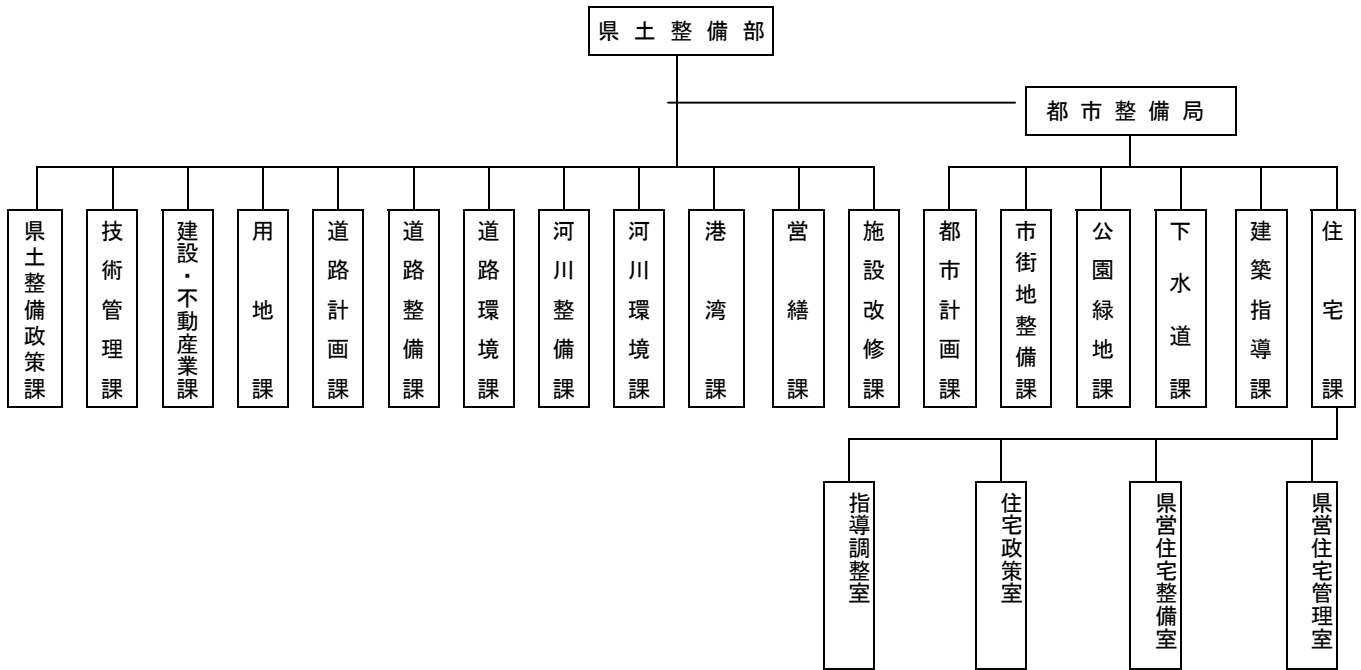 県土整備部
都市整備局
県土整備政策課
技術管理課
建設・不動産業課
用地課
道路計画課
道路整備課
道路環境課
河川整備課
河川環境課
港湾課
営繕課
施設改修課
都市計画課
市街地整備課
公園緑地課
下水道課
建築指導課
住宅課
指導調整室
住宅政策室
県営住宅整備室
県営住宅管理室